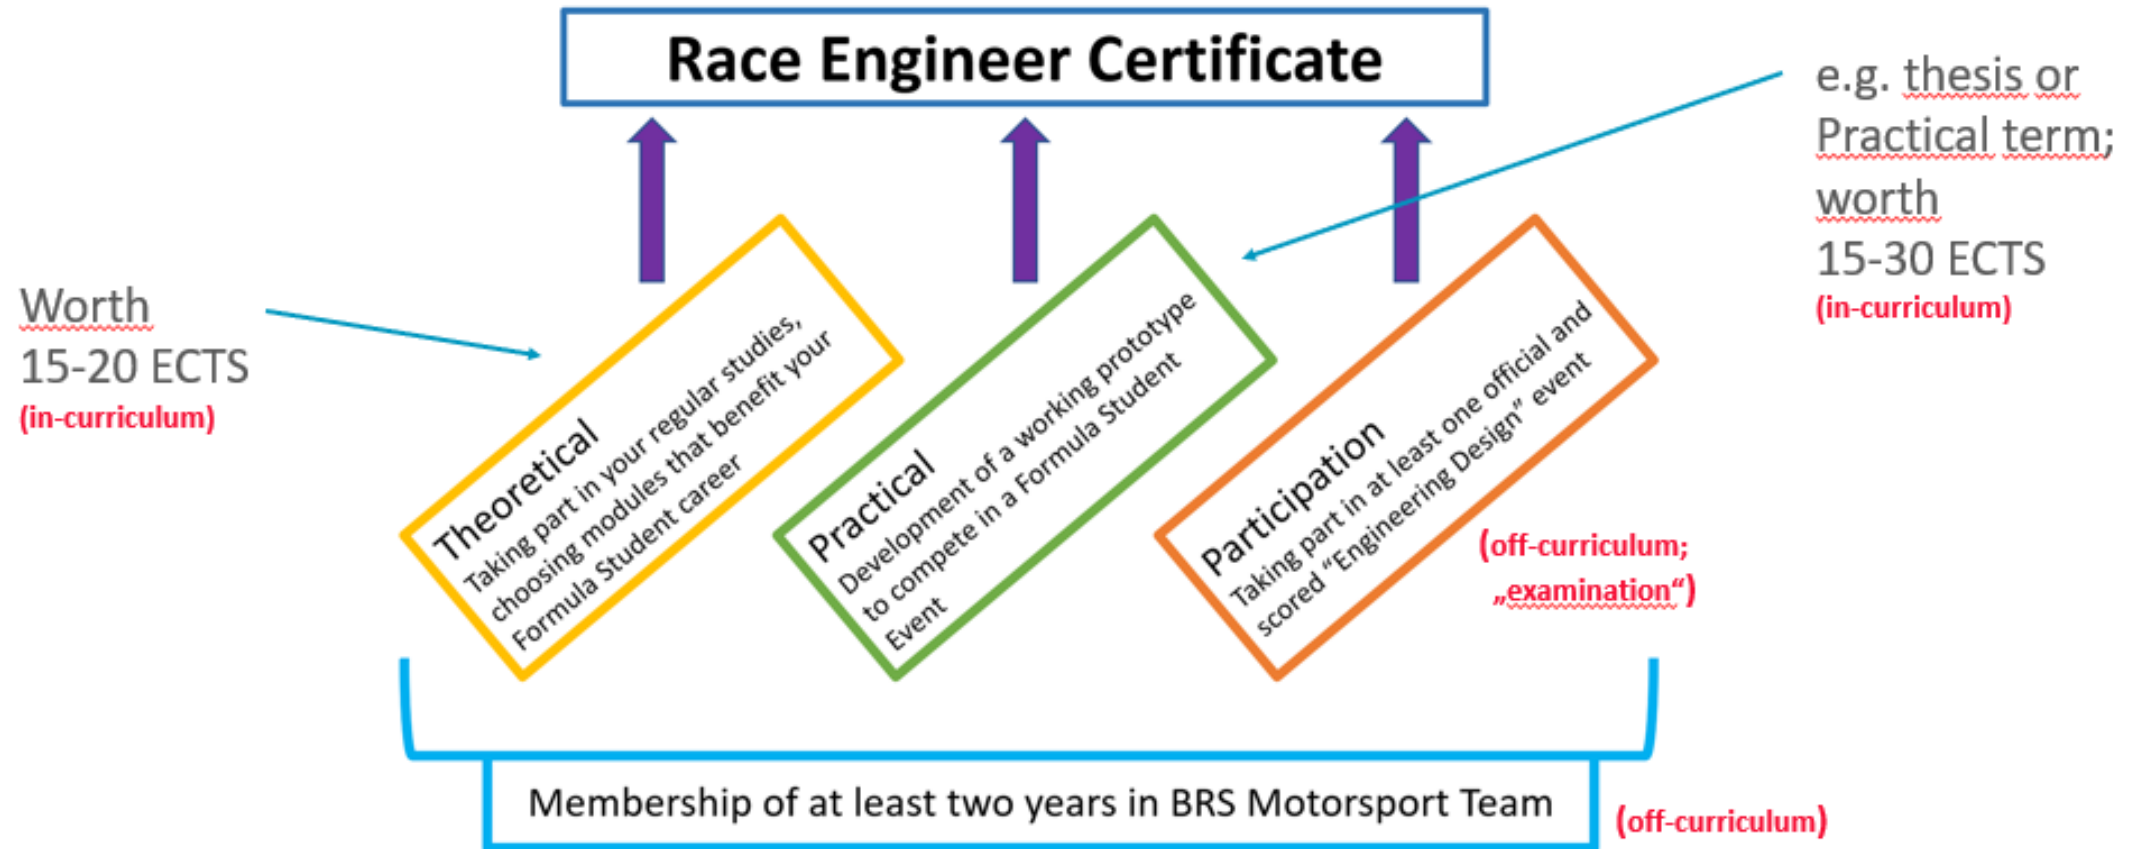 Race Engineer Certificate
e.g. thesis or
Practical term;
worth
15-30 ECTS
(in-curriculum)
Worth
15-20 ECTS
(in-curriculum)
Theoretical
Taking part in your regular studies,
choosing modules that benefit your
Formula Student career
Practical
Development of a working prototype
to compete in a Formula Student
Event
Participation
Taking part in at least one official and
scored “Engineering Design” event
(off-curriculum;
„examination“)
Membership of at least two years in BRS Motorsport Team
(off-curriculum)